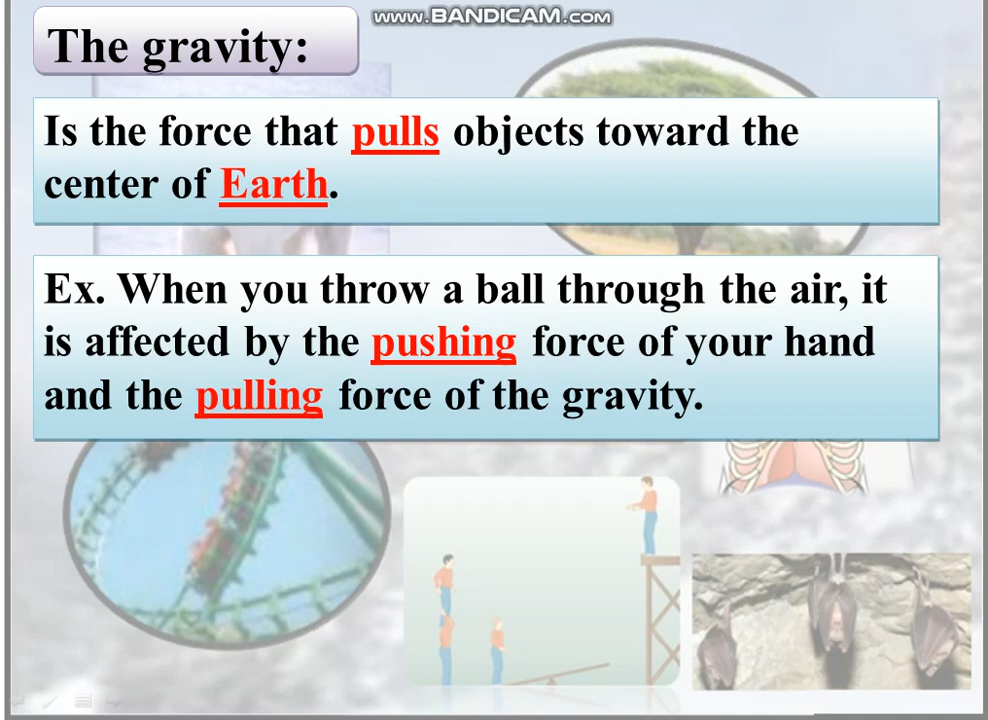 www.BANDICAM.com
The gravity:
Is the force that pulls objects toward the
center of Earth.
Ex. When you throw a ball through the air, it
is affected by the pushing force of your hand
and the pulling force of the gravity.